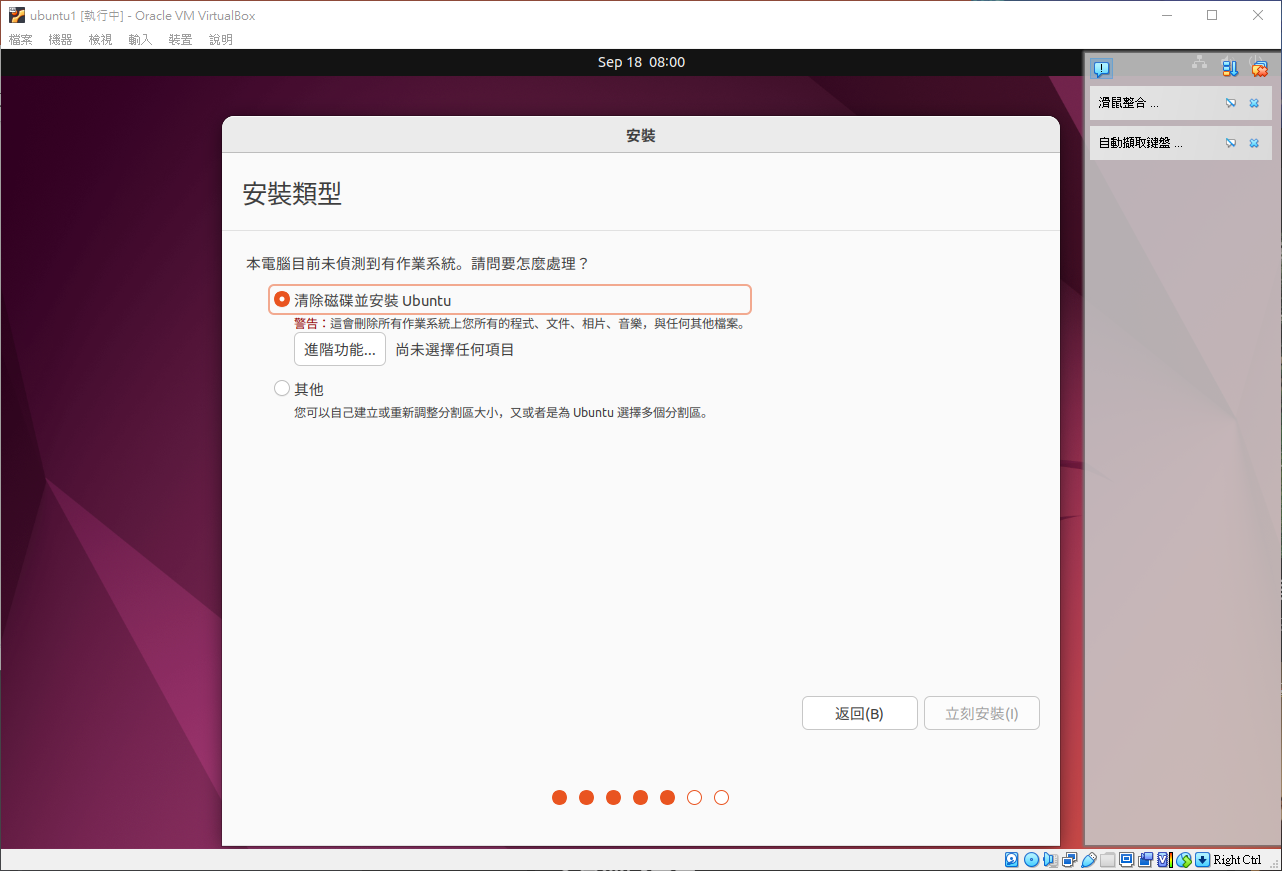 ubuntu1 [執行中] - Oracle VM VirtualBox
檔案 機器 檢視 輸入 裝置 說明
Sep 18 08:00
滑鼠整合 ...
自動擷取鍵盤 ...
安裝
安裝類型
本電腦目前未偵測到有作業系統。請問要怎麼處理？
清除磁碟並安裝 Ubuntu
警告：這會刪除所有作業系統上您所有的程式、文件、相片、音樂，與任何其他檔案。
進階功能... 尚未選擇任何項目
其他
您可以自己建立或重新調整分割區大小，又或者是為 Ubuntu 選擇多個分割區。
返回(B) 立刻安裝(I)
Right Ctrl